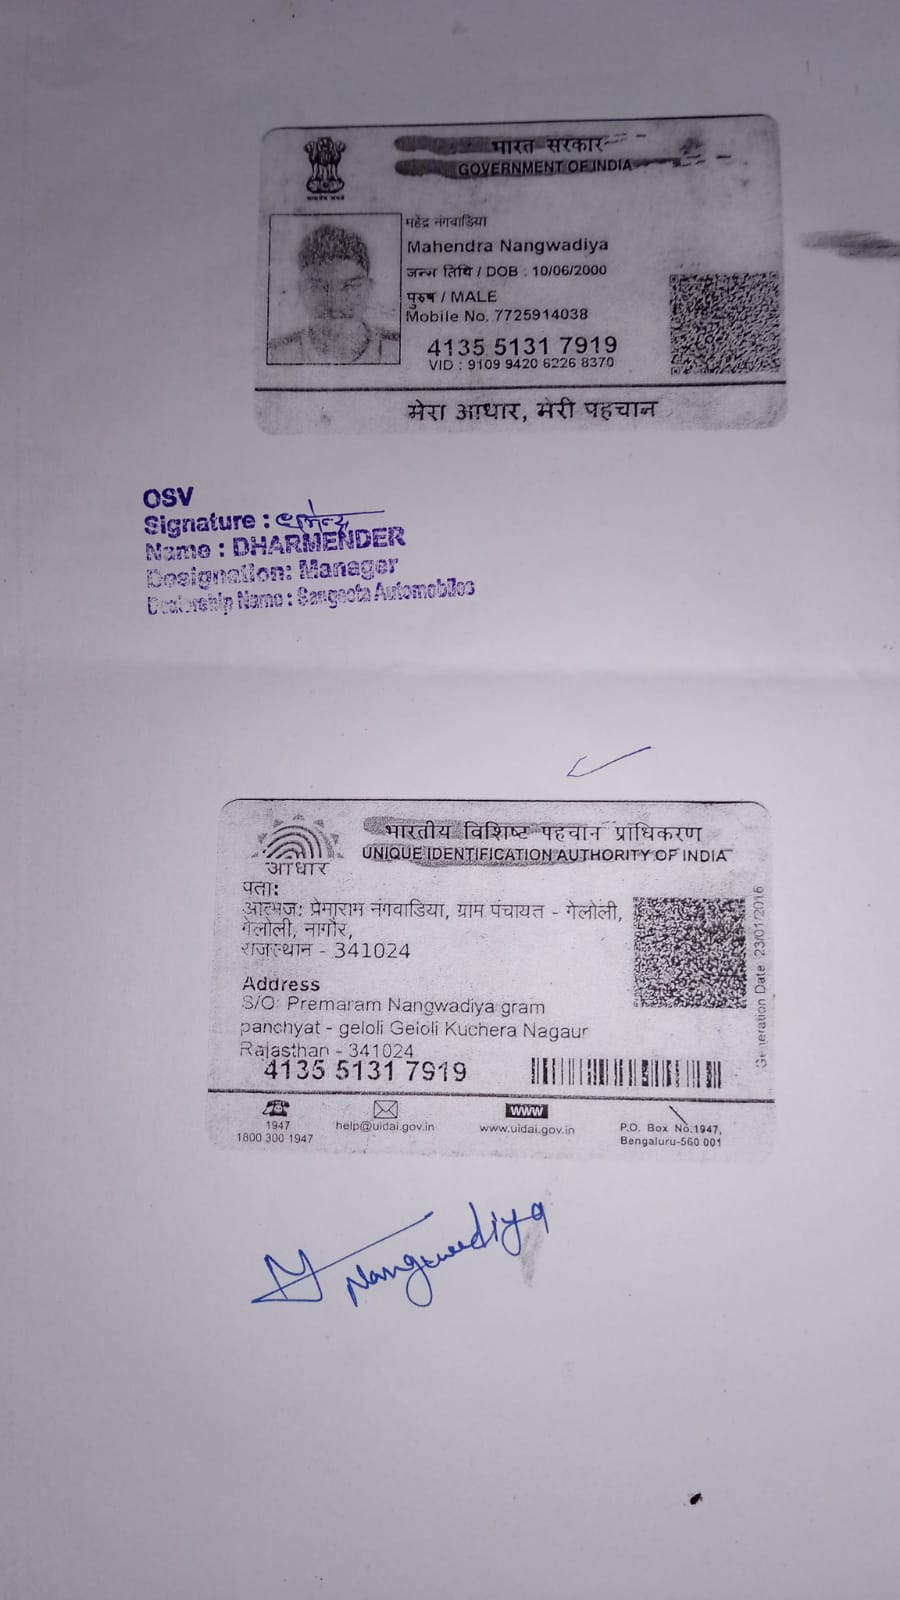 भारत सरकार
GOVERNMENT OF INDIA
महेंद्र नंगवाडिया
Mahendra Nangwadiya
जन्म तिथि / DOB : 10/06/2000
पुरुष / MALE
Mobile No. 7725914038
4135 5131 7919
VID : 9109 9420 6226 8370
मेरा आधार, मेरी पहचान
OSV
Signature : धर्मेन्द्र
Name : DHARMENDER
Designation: Manager
Dealership Name : Sangeeta Automobiles
भारतीय विशिष्ट पहचान प्राधिकरण
UNIQUE IDENTIFICATION AUTHORITY OF INDIA
आधार
पता:
आत्मज: प्रेमाराम नंगवाडिया, ग्राम पंचायत - गेलोली,
गेलोली, नागौर,
राजस्थान - 341024
Address
S/O: Premaram Nangwadiya gram
panchyat - geloli Geloli Kuchera Nagaur
Rajasthan - 341024
4135 5131 7919
Generation Date 23/01/2016
1947
1800 300 1947
help@uidai.gov.in
www
www.uidai.gov.in
P.O. Box No.1947,
Bengaluru-560 001
M Nangwadiya